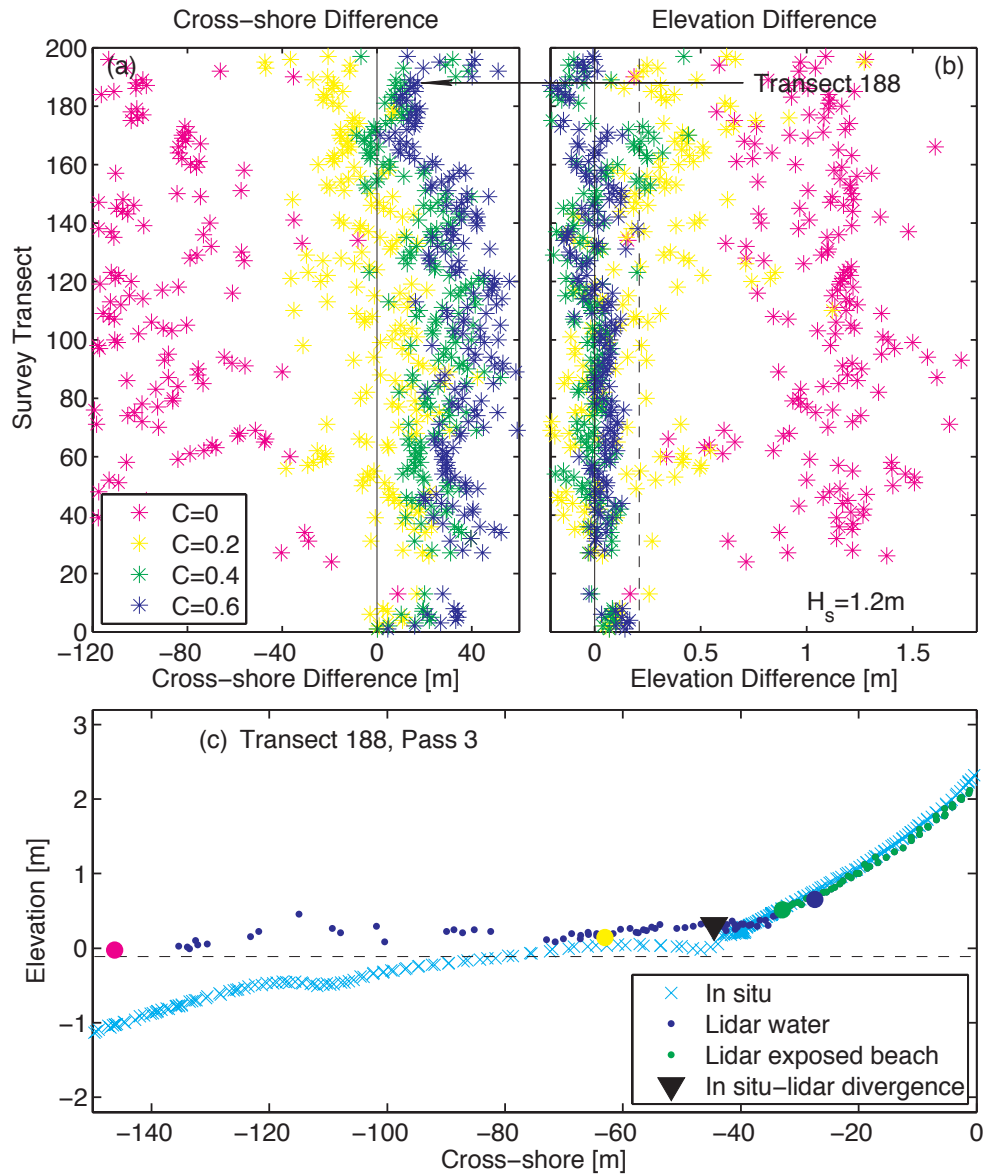 Cross−shore Difference
Elevation Difference
(a)
(b)
Transect 188
200
180
160
140
120
100
80
60
40
20
0
Survey Transect
C=0
C=0.2
C=0.4
C=0.6
H_s=1.2m
−120 −80 −40 0 40
0 0.5 1 1.5
Cross−shore Difference [m]
Elevation Difference [m]
(c) Transect 188, Pass 3
3
2
1
0
−1
−2
Elevation [m]
In situ
Lidar water
Lidar exposed beach
In situ−lidar divergence
−140 −120 −100 −80 −60 −40 −20 0
Cross−shore [m]